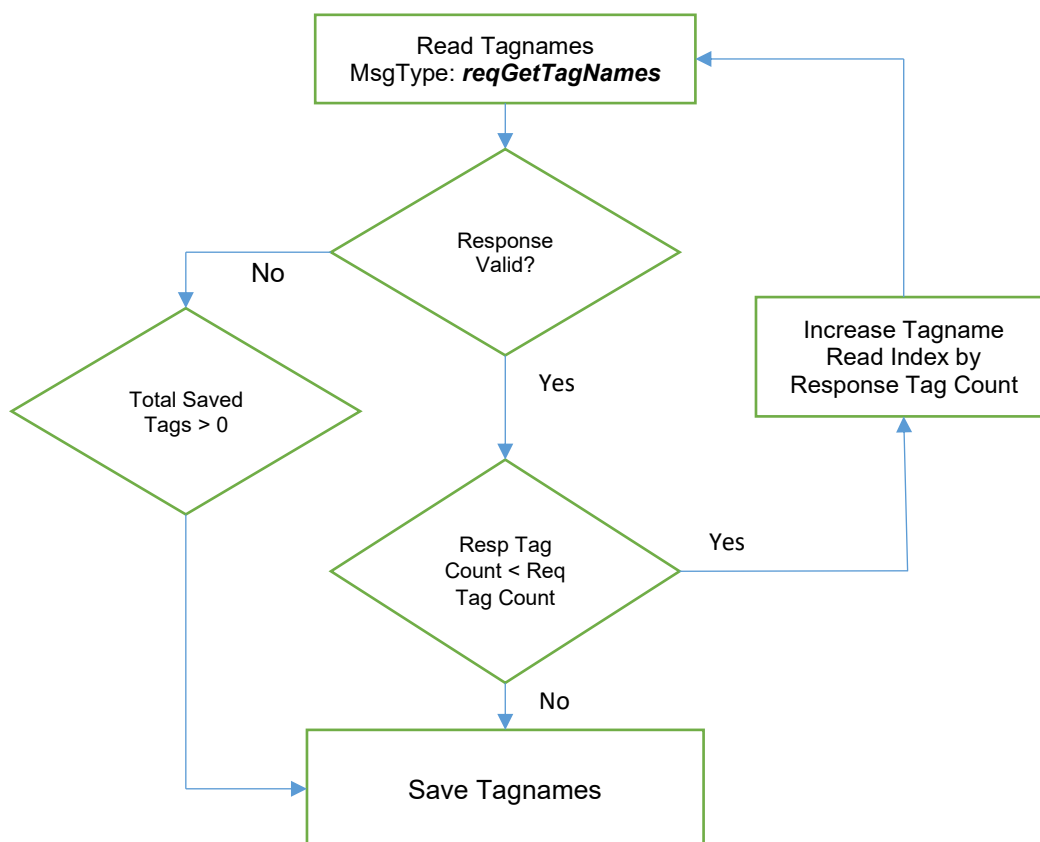 Read Tagnames
MsgType: reqGetTagNames
Response
Valid?
No
Increase Tagname
Read Index by
Response Tag Count
Yes
Total Saved
Tags > 0
Resp Tag
Count < Req
Tag Count
Yes
No
Save Tagnames